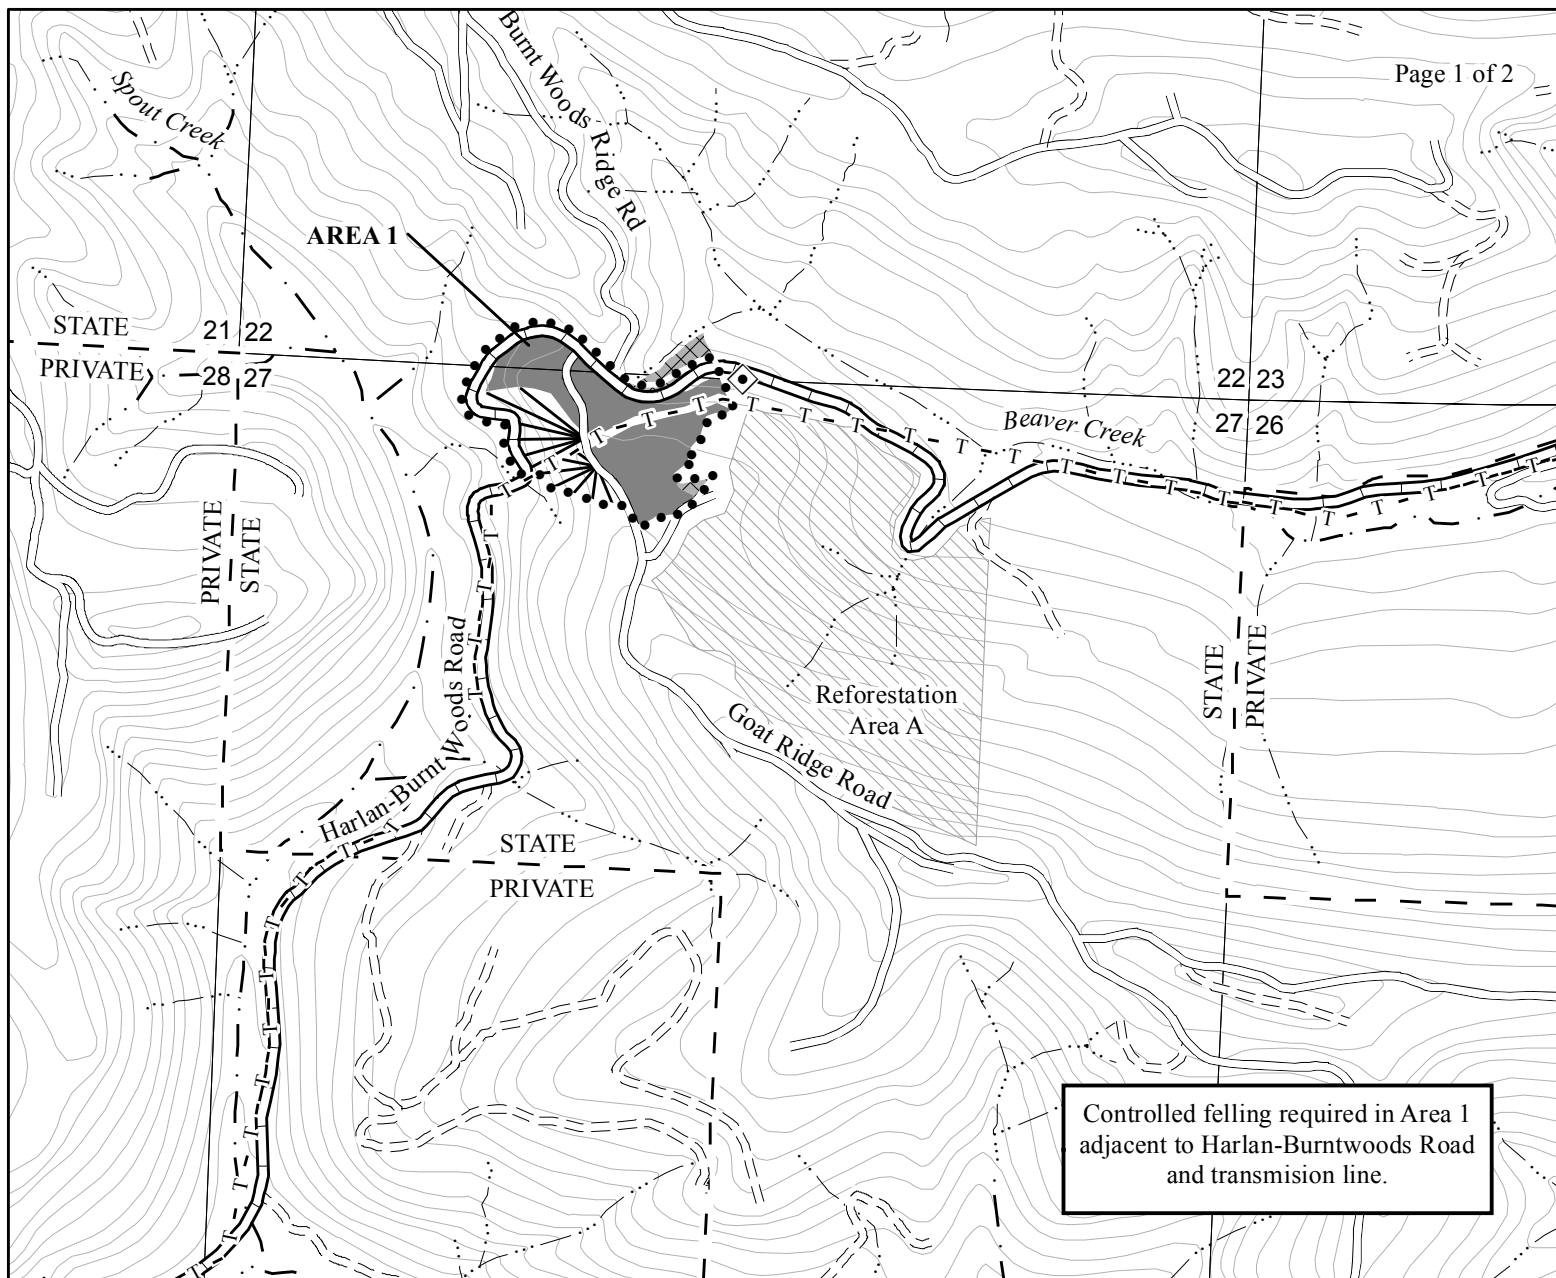 Page 1 of 2
Burnt Woods Ridge Rd
Spout Creek
AREA 1
STATE
PRIVATE
21 22
28 27
22 23
27 26
Beaver Creek
PRIVATE
STATE
Harlan-Burnt Woods Road
Reforestation
Area A
Goat Ridge Road
STATE
PRIVATE
STATE
PRIVATE
Controlled felling required in Area 1
adjacent to Harlan-Burntwoods Road
and transmision line.
T T T T T T T T T T T T T T T T T T T T T T T T T T T T T T T T T T T T T T